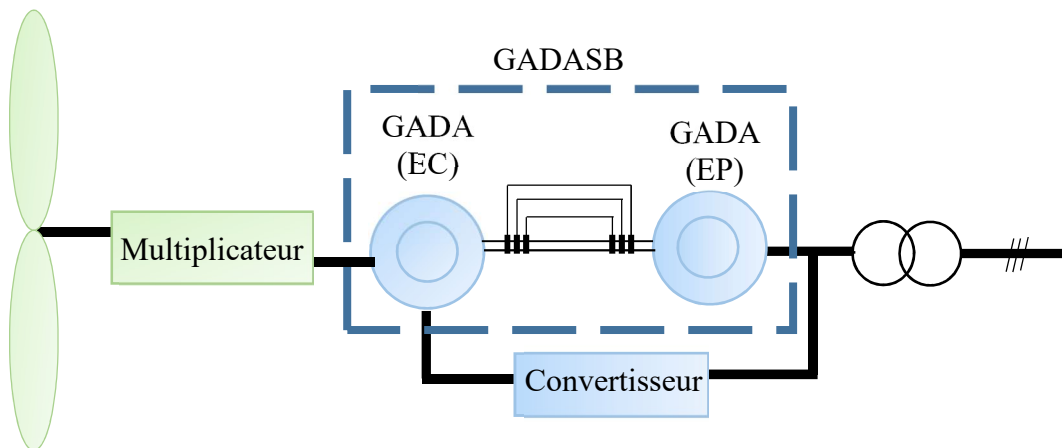 GADASB
GADA
(EC)
GADA
(EP)
Multiplicateur
Convertisseur